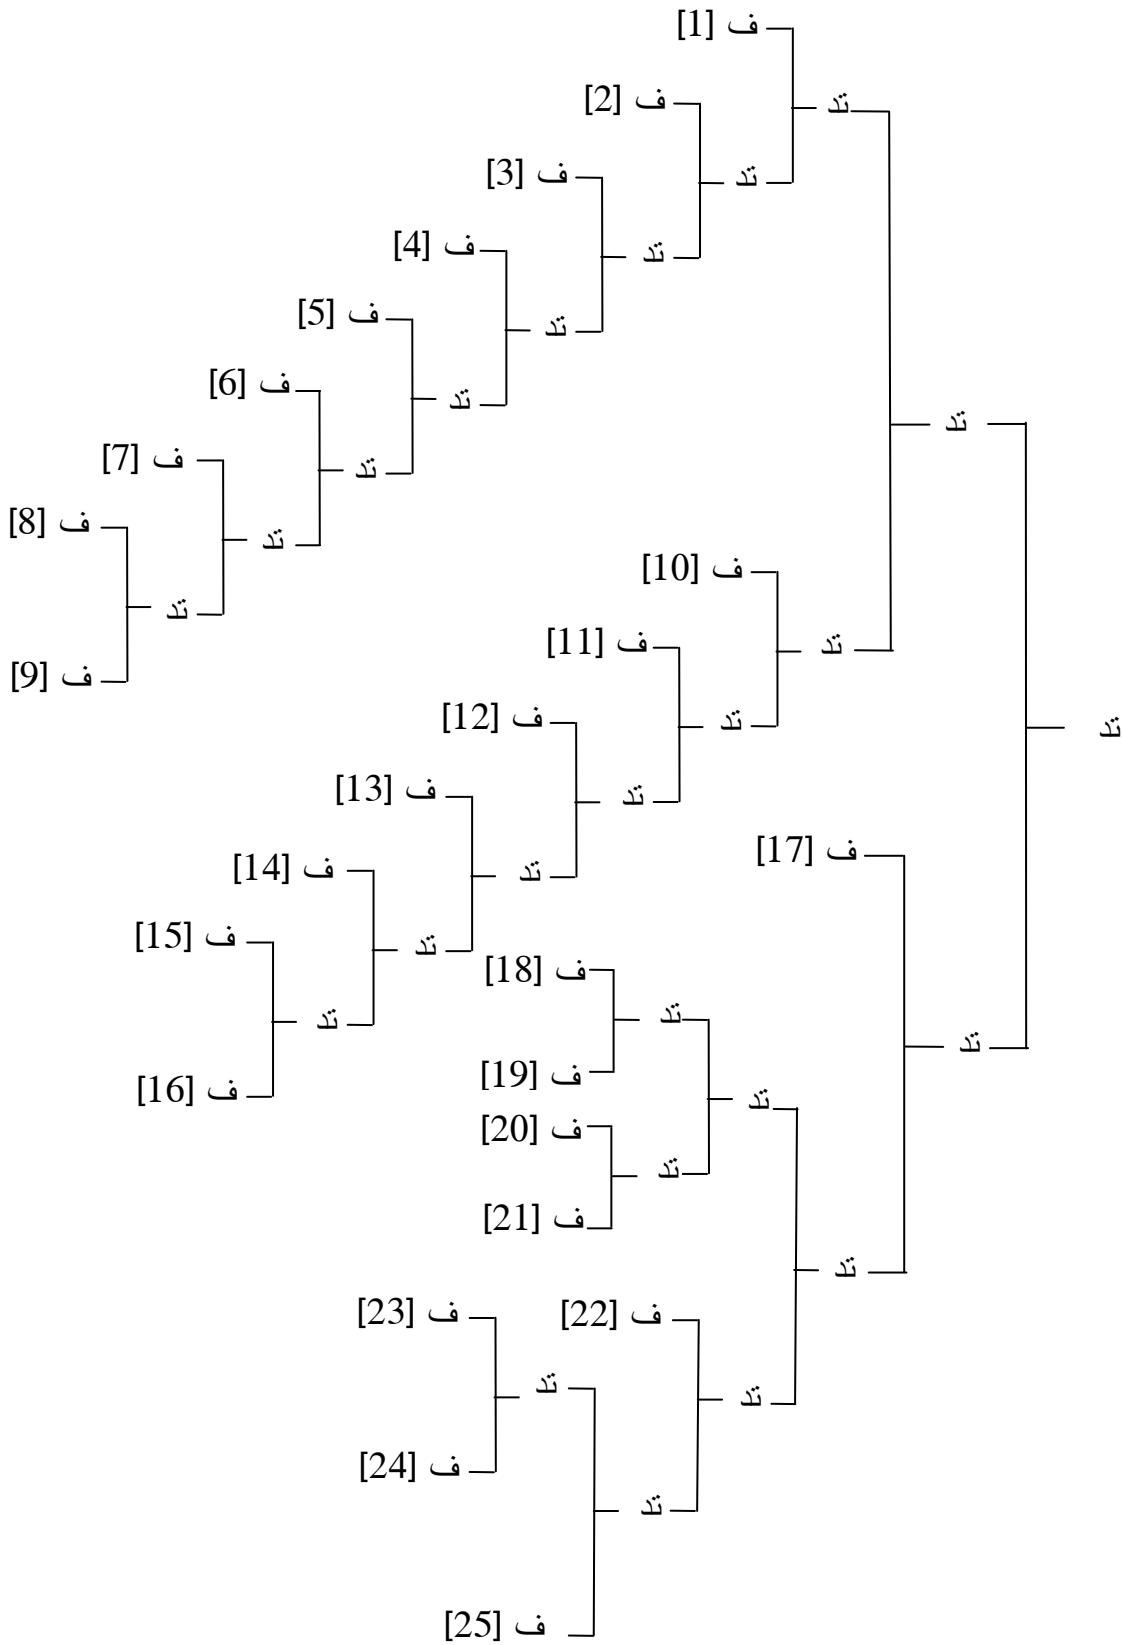 ف [1]
تد
ف [2]
تد
ف [3]
تد
ف [4]
تد
ف [5]
تد
ف [6]
تد
تد
ف [7]
تد
ف [8]
تد
ف [10]
تد
تد
ف [11]
ف [9]
تد
تد
ف [12]
ف [13]
تد
ف [17]
تد
ف [14]
ف [15]
تد
ف [18]
تد
تد
تد
ف [19]
ف [16]
تد
ف [20]
تد
ف [21]
تد
ف [22]
ف [23]
تد
تد
ف [24]
تد
ف [25]